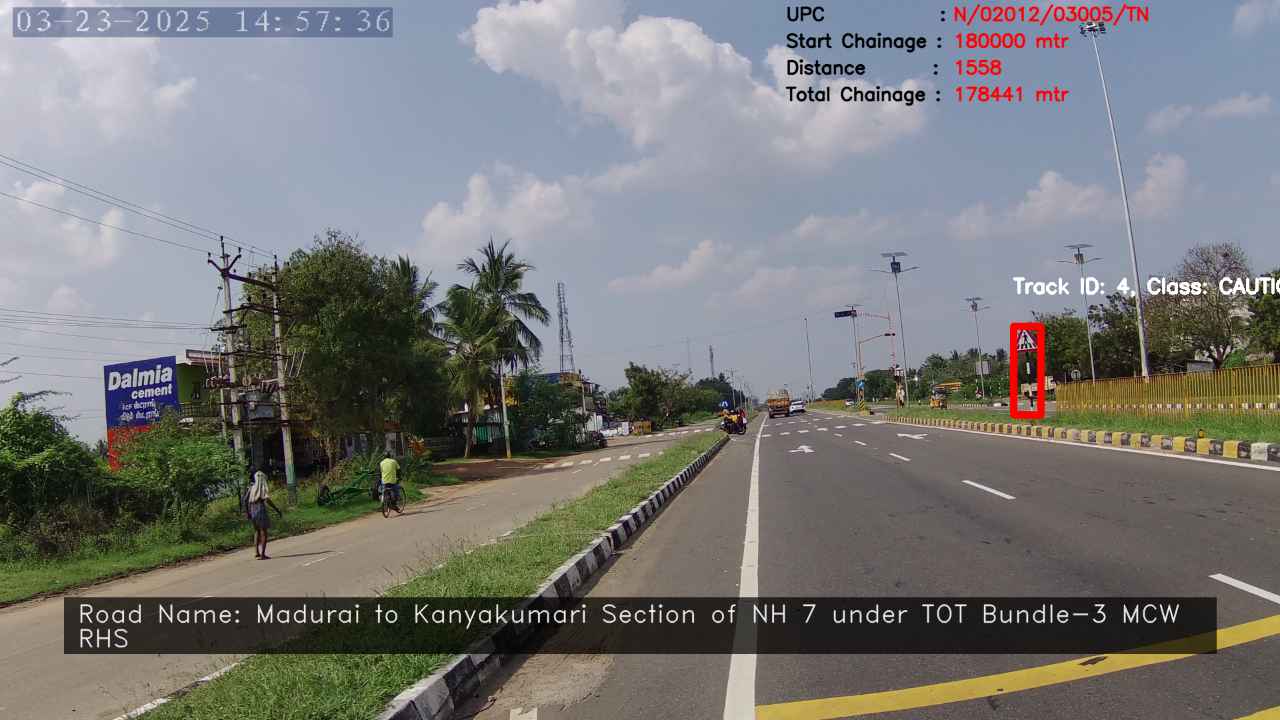 03-23-2025 14:57:36
UPC : N/02012/03005/TN
Start Chainage : 180000 mtr
Distance : 1558
Total Chainage : 178441 mtr
Track ID: 4, Class: CAUTIO
Dalmia
cement
Road Name: Madurai to Kanyakumari Section of NH 7 under TOT Bundle-3 MCW
RHS